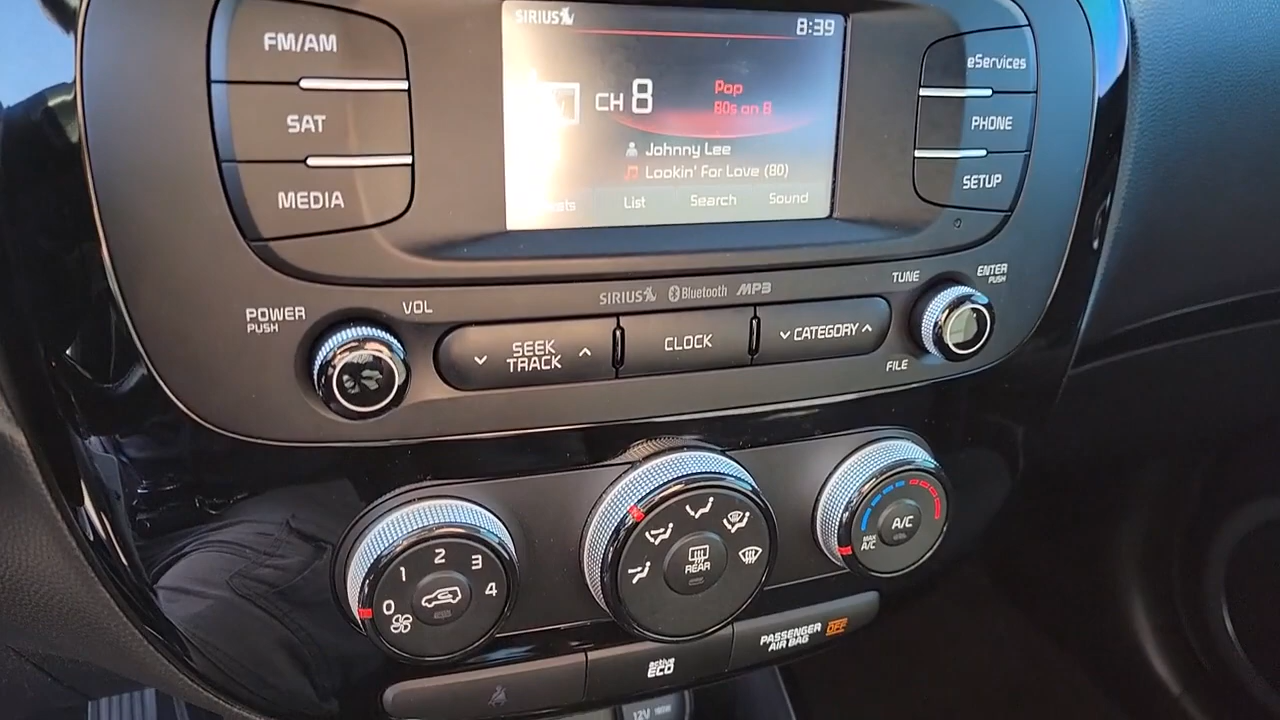 SIRIUS
8:39
CH 8
Pop
80s on 8
Johnny Lee
Lookin' For Love (80)
List
Search
Sound
FM/AM
SAT
MEDIA
eServices
PHONE
SETUP
SIRIUS Bluetooth MP3
POWER
PUSH
VOL
SEEK
TRACK
CLOCK
CATEGORY
TUNE
ENTER
PUSH
FILE
0 1 2 3 4
REAR
A/C
MAX
A/C
active
ECO
PASSENGER
AIR BAG
OFF
12V